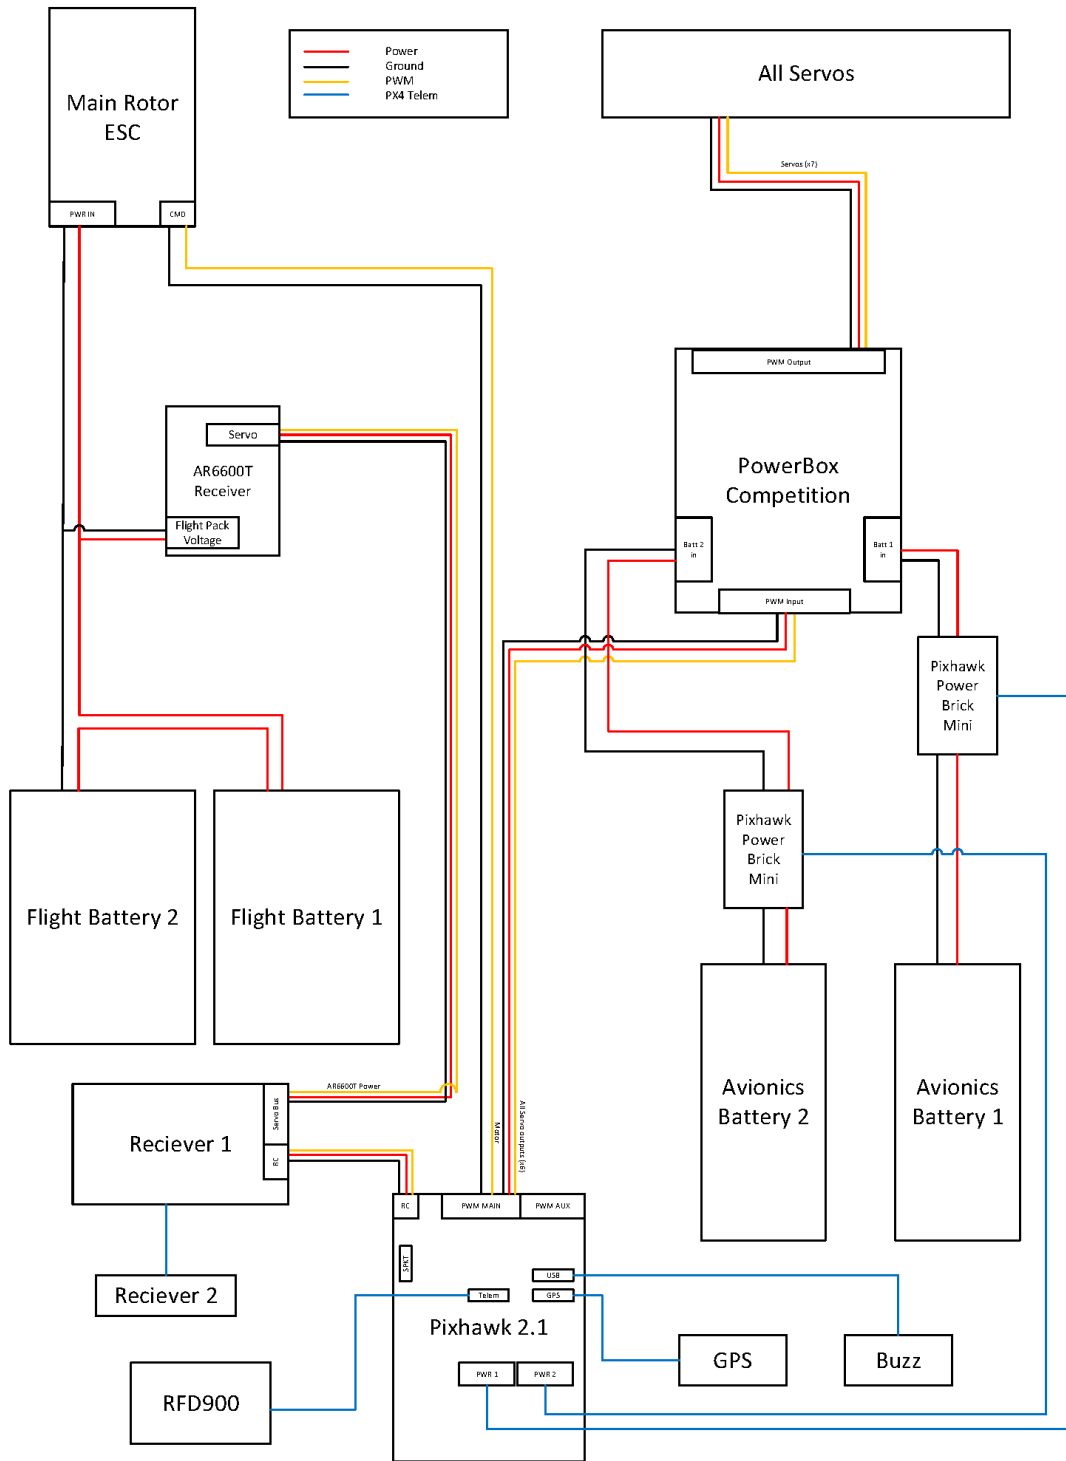 Main Rotor
ESC
PWR IN
CMD
Power
Ground
PWM
PX4 Telem
All Servos
Servos (x7)
PWM Output
PowerBox
Competition
Batt 2
in
Batt 1
in
PWM Input
Servo
AR6600T
Receiver
Flight Pack
Voltage
Pixhawk
Power
Brick
Mini
Pixhawk
Power
Brick
Mini
Flight Battery 2
Flight Battery 1
Avionics
Battery 2
Avionics
Battery 1
AR6600T Power
Servo Bus
Reciever 1
RC
Motor
All Servo outputs (x6)
Reciever 2
RC
PWM MAIN
PWM AUX
SPKT
USB
Telem
GPS
Pixhawk 2.1
PWR 1
PWR 2
GPS
Buzz
RFD900